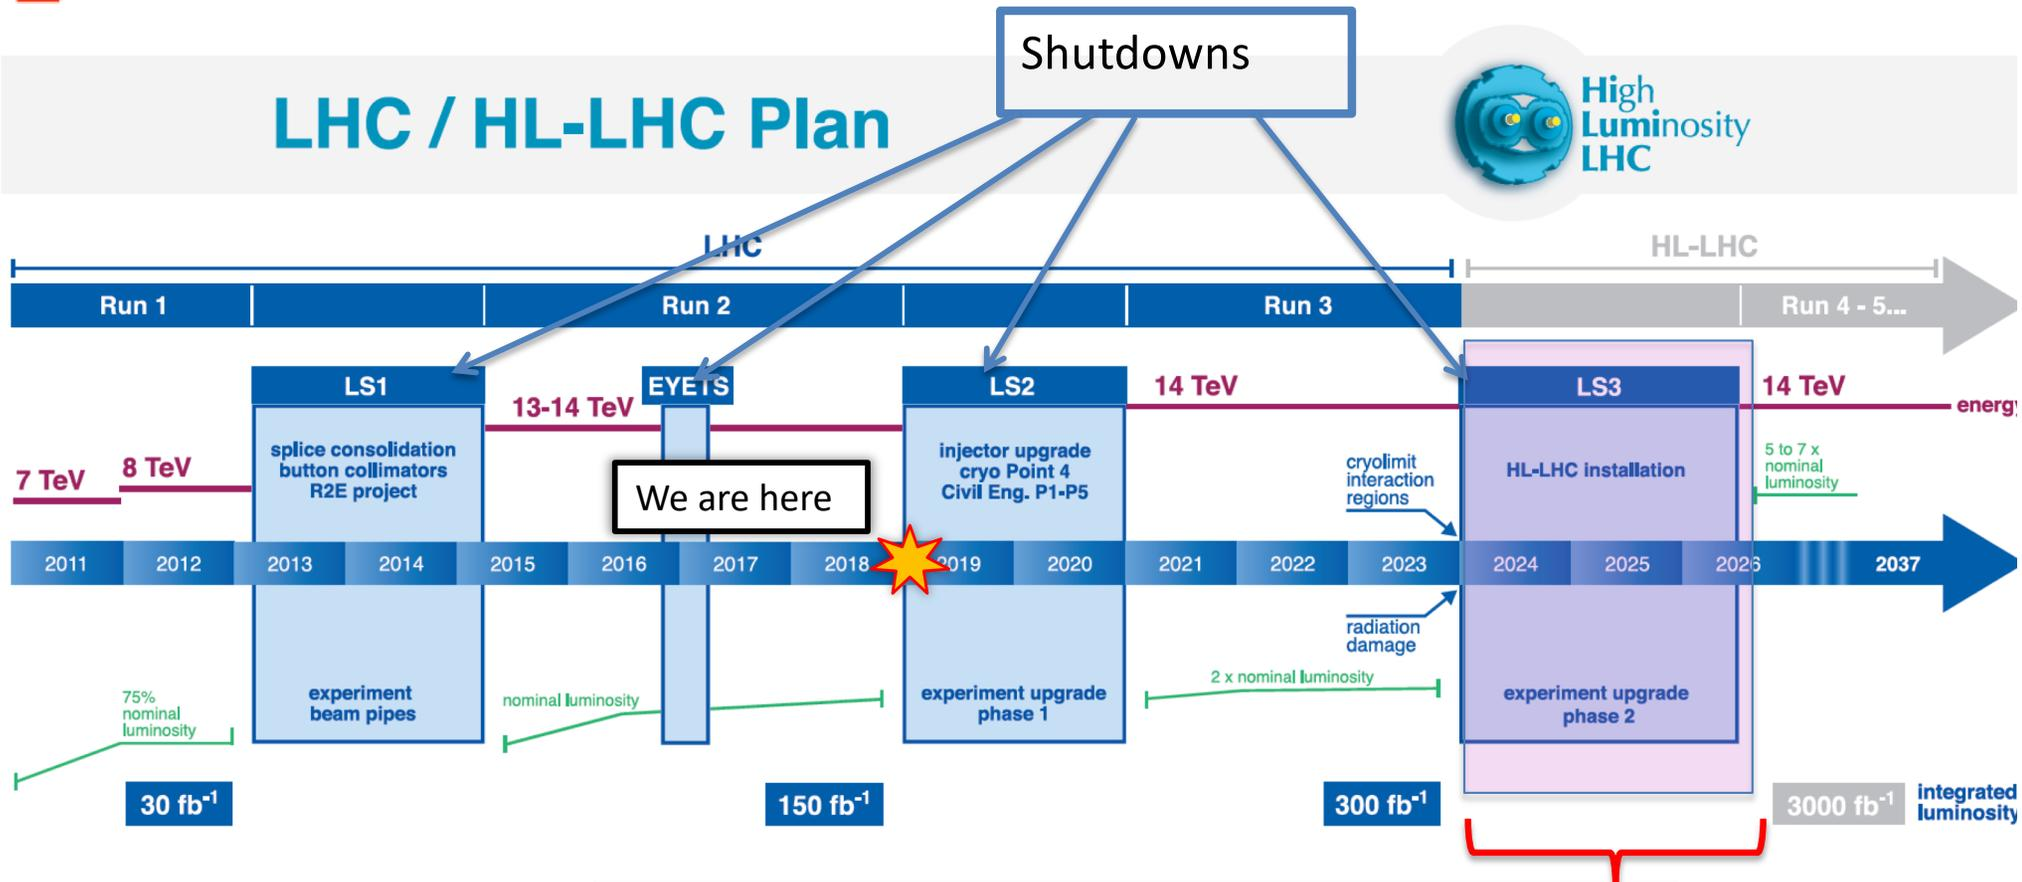 Shutdowns
LHC / HL-LHC Plan
High
Luminosity
LHC
LHC
HL-LHC
Run 1
Run 2
Run 3
Run 4 - 5...
LS1
EYETS
LS2
14 TeV
LS3
14 TeV
energy
13-14 TeV
7 TeV
8 TeV
splice consolidation
button collimators
R2E project
injector upgrade
cryo Point 4
Civil Eng. P1-P5
cryolimit
interaction
regions
HL-LHC installation
5 to 7 x
nominal
luminosity
We are here
2011
2012
2013
2014
2015
2016
2017
2018
2019
2020
2021
2022
2023
2024
2025
2026
2037
radiation
damage
75%
nominal
luminosity
experiment
beam pipes
nominal luminosity
experiment upgrade
phase 1
2 x nominal luminosity
experiment upgrade
phase 2
30 fb⁻¹
150 fb⁻¹
300 fb⁻¹
3000 fb⁻¹
integrated
luminosity